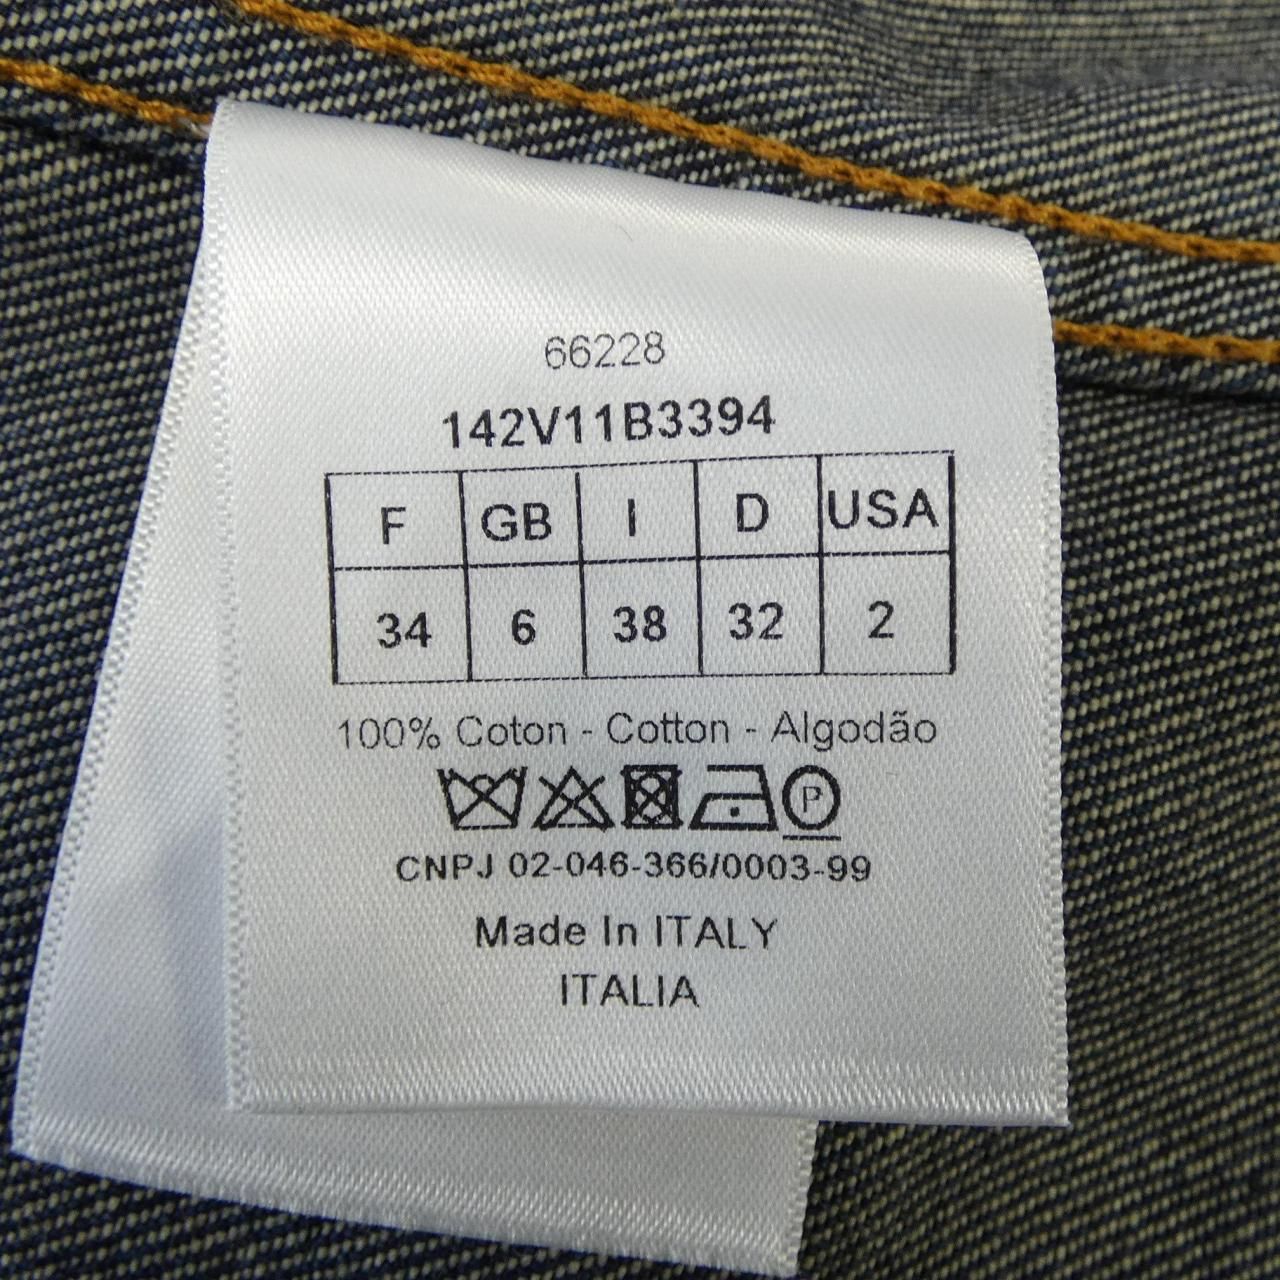 66228
142V11B3394
F GB I D USA
34 6 38 32 2
100% Coton - Cotton - Algodão
P
CNPJ 02-046-366/0003-99
Made In ITALY
ITALIA